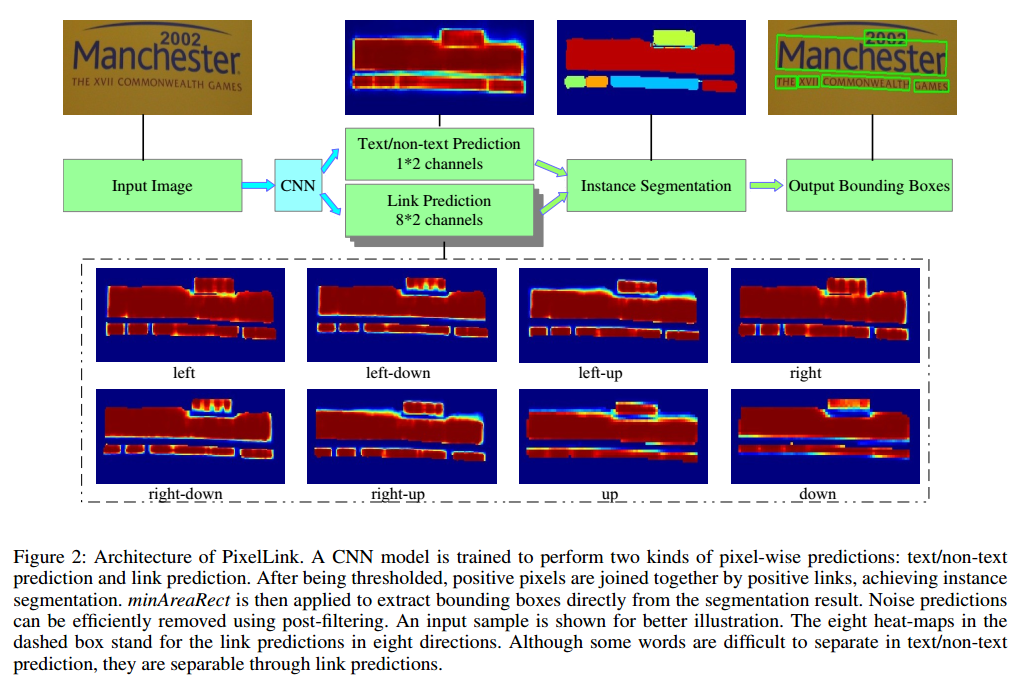 2002
Manchester
THE XVII COMMONWEALTH GAMES
2002
Manchester
THE XVII COMMONWEALTH GAMES
Text/non-text Prediction
1*2 channels
Input Image
CNN
Link Prediction
8*2 channels
Instance Segmentation
Output Bounding Boxes
left
left-down
left-up
right
right-down
right-up
up
down
Figure 2: Architecture of PixelLink. A CNN model is trained to perform two kinds of pixel-wise predictions: text/non-text
prediction and link prediction. After being thresholded, positive pixels are joined together by positive links, achieving instance
segmentation. minAreaRect is then applied to extract bounding boxes directly from the segmentation result. Noise predictions
can be efficiently removed using post-filtering. An input sample is shown for better illustration. The eight heat-maps in the
dashed box stand for the link predictions in eight directions. Although some words are difficult to separate in text/non-text
prediction, they are separable through link predictions.